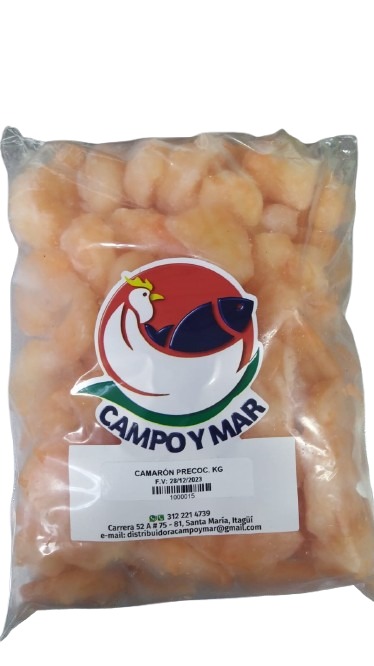 CAMPO Y MAR
CAMARÓN PRECOC. KG
F.V: 28/12/2023
1000015
312 221 4739
Carrera 52 A # 75 - 81, Santa María, Itagüí
e-mail: distribuidoracampoymar@gmail.com